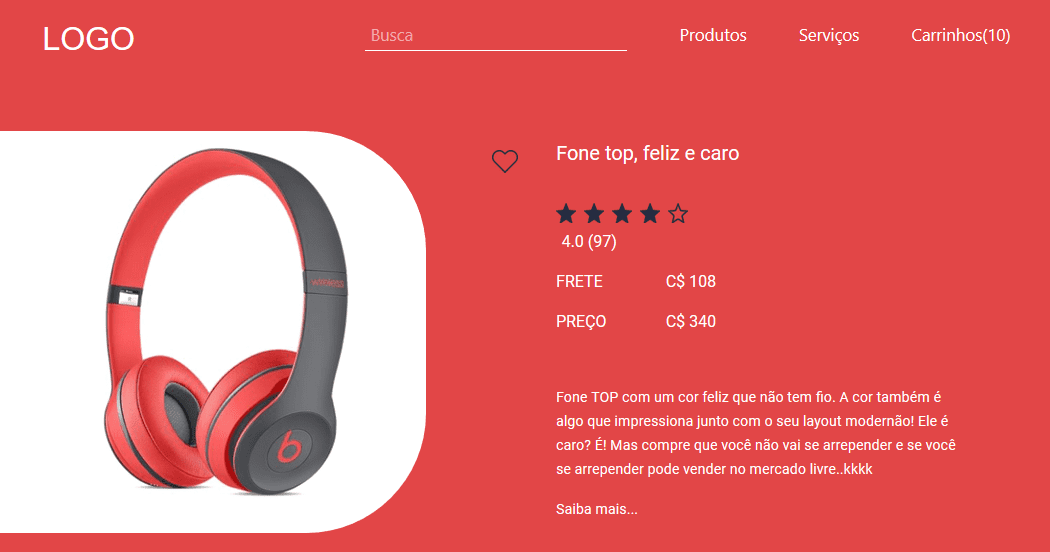 LOGO
Busca
Produtos
Serviços
Carrinhos(10)
Fone top, feliz e caro
4.0 (97)
FRETE C$ 108
PREÇO C$ 340
wireless
Fone TOP com um cor feliz que não tem fio. A cor também é
algo que impressiona junto com o seu layout modernão! Ele é
caro? É! Mas compre que você não vai se arrepender e se você
se arrepender pode vender no mercado livre..kkkk
Saiba mais...